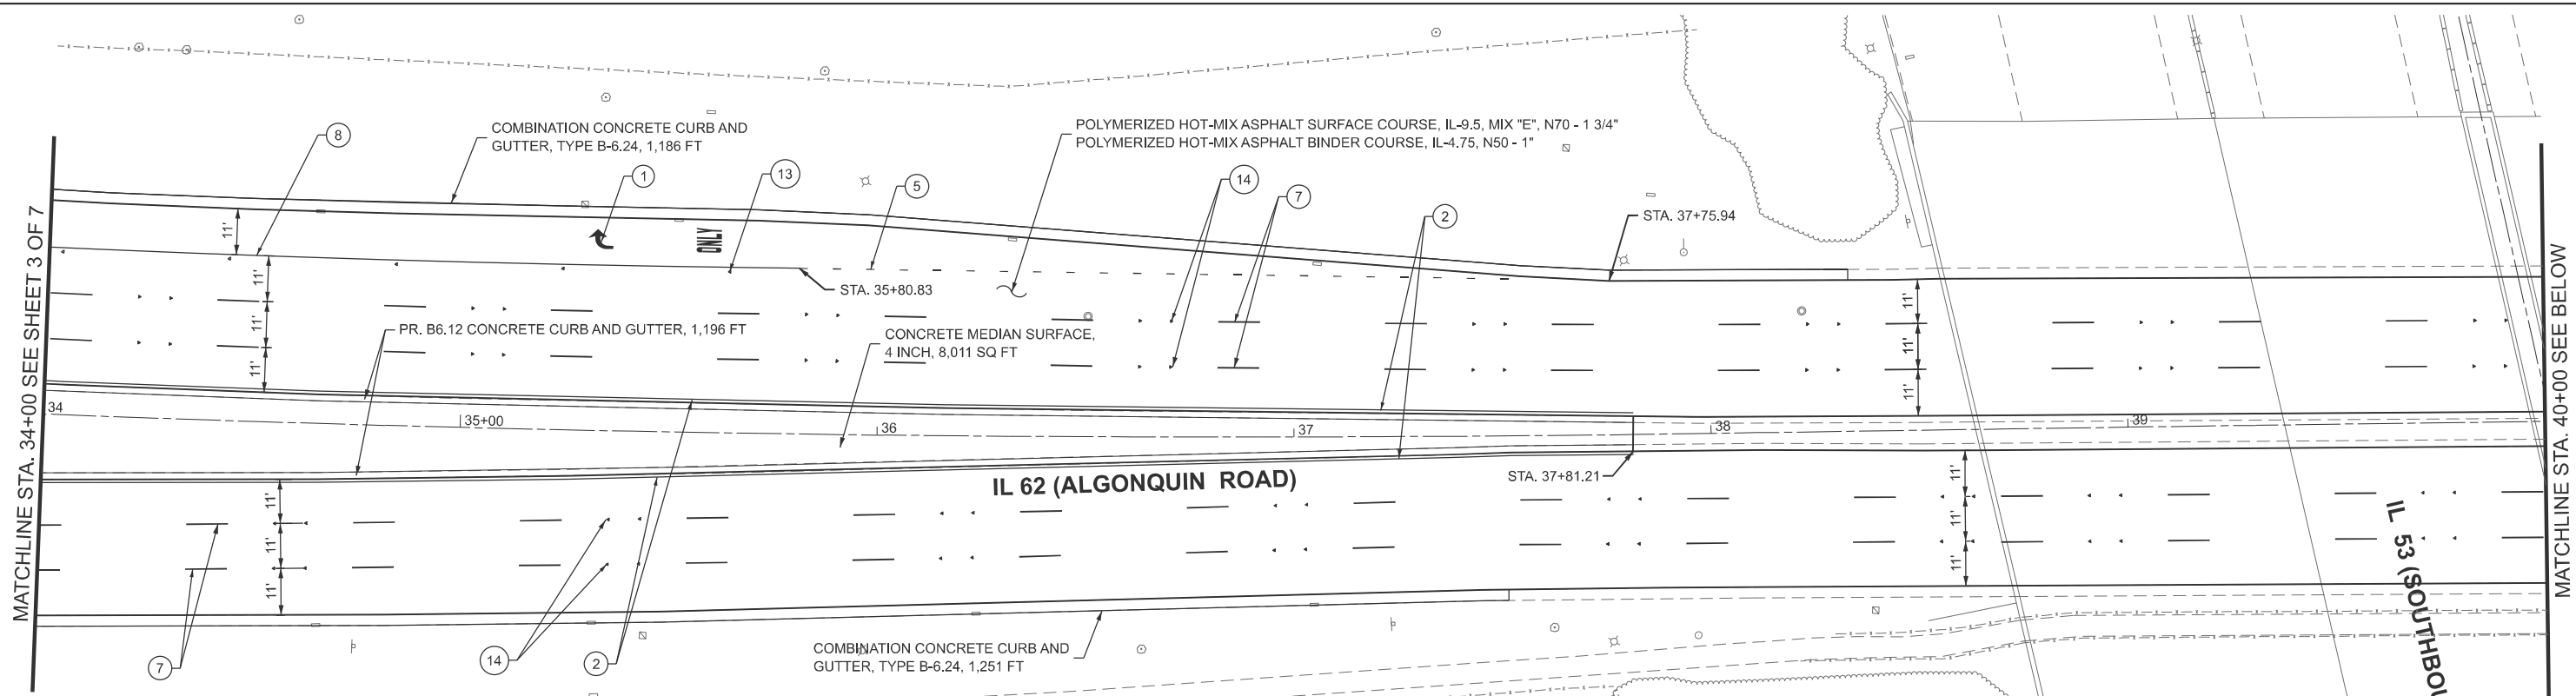 COMBINATION CONCRETE CURB AND
GUTTER, TYPE B-6.24, 1,186 FT
POLYMERIZED HOT-MIX ASPHALT SURFACE COURSE, IL-9.5, MIX "E", N70 - 1 3/4"
POLYMERIZED HOT-MIX ASPHALT BINDER COURSE, IL-4.75, N50 - 1"
8
1
13
5
14
7
2
STA. 37+75.94
MATCHLINE STA. 34+00 SEE SHEET 3 OF 7
MATCHLINE STA. 40+00 SEE BELOW
11'
ONLY
11'
11'
11'
STA. 35+80.83
11'
11'
11'
PR. B6.12 CONCRETE CURB AND GUTTER, 1,196 FT
CONCRETE MEDIAN SURFACE,
4 INCH, 8,011 SQ FT
34
35+00
36
37
38
39
IL 62 (ALGONQUIN ROAD)
STA. 37+81.21
11'
11'
11'
11'
11'
11'
IL 53 (SOUTHBOU
7
14
2
COMBINATION CONCRETE CURB AND
GUTTER, TYPE B-6.24, 1,251 FT